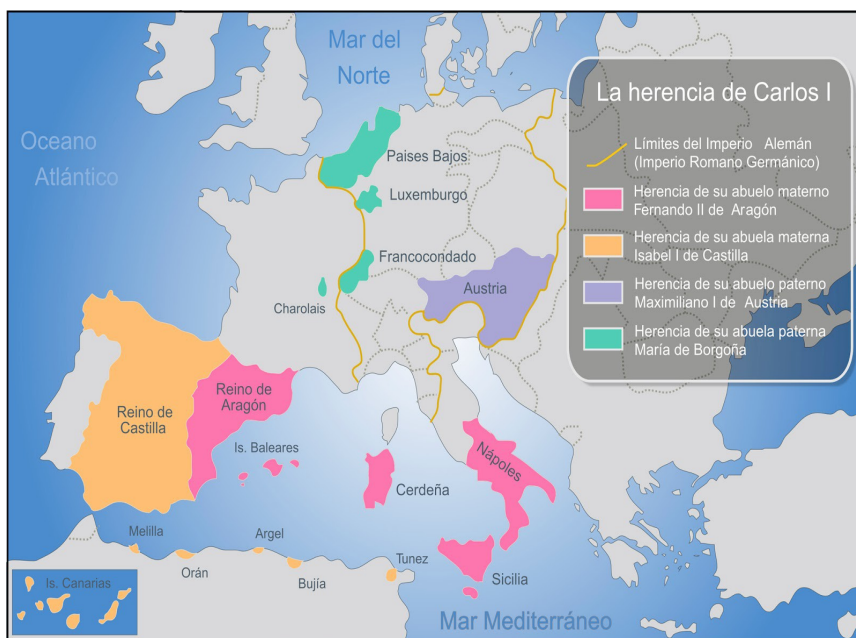 Mar del
Norte
Oceano
Atlántico
La herencia de Carlos I
Límites del Imperio Alemán
(Imperio Romano Germánico)
Herencia de su abuelo materno
Fernando II de Aragón
Herencia de su abuela materna
Isabel I de Castilla
Herencia de su abuelo paterno
Maximiliano I de Austria
Herencia de su abuela paterna
María de Borgoña
Paises Bajos
Luxemburgo
Francocondado
Charolais
Austria
Reino de
Castilla
Reino de
Aragón
Is. Baleares
Cerdeña
Nápoles
Sicilia
Melilla
Orán
Argel
Bujía
Tunez
Is. Canarias
Mar Mediterráneo